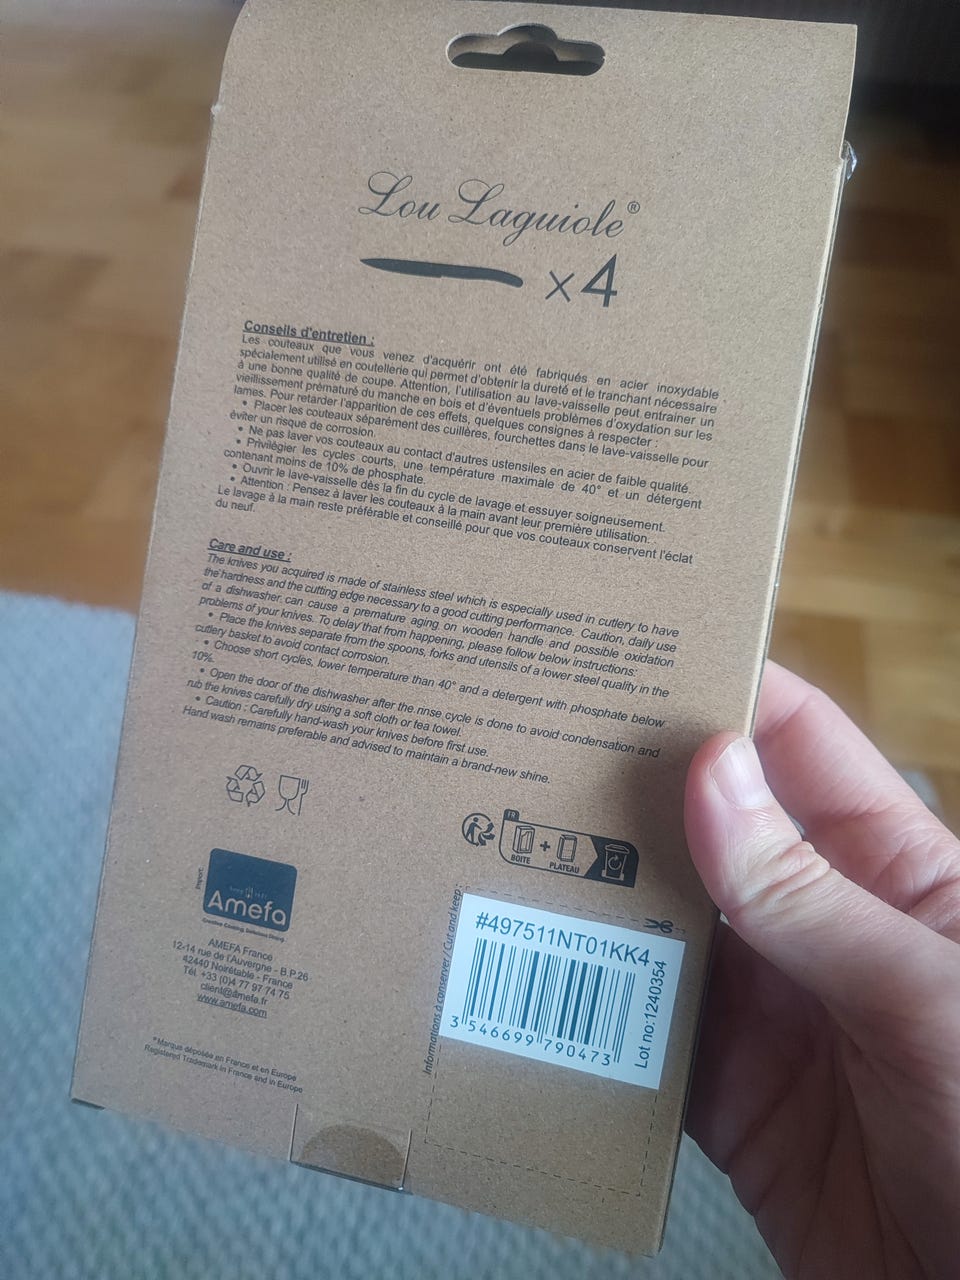 Lou Laguiole®
x4
Conseils d'entretien :
Les couteaux que vous venez d'acquérir ont été fabriqués en acier inoxydable
spécialement utilisé en coutellerie qui permet d'obtenir la dureté et le tranchant nécessaire
à une bonne qualité de coupe. Attention, l'utilisation au lave-vaisselle peut entrainer un
vieillissement prématuré du manche en bois et d'éventuels problèmes d'oxydation sur les
lames. Pour retarder l'apparition de ces effets, quelques consignes à respecter :
• Placer les couteaux séparément des cuillères, fourchettes dans le lave-vaisselle pour
éviter un risque de corrosion.
• Ne pas laver vos couteaux au contact d'autres ustensiles en acier de faible qualité.
• Privilégier les cycles courts, une température maximale de 40° et un détergent
contenant moins de 10% de phosphate.
• Ouvrir le lave-vaisselle dès la fin du cycle de lavage et essuyer soigneusement.
• Attention : Pensez à laver les couteaux à la main avant leur première utilisation.
Le lavage à la main reste préférable et conseillé pour que vos couteaux conservent l'éclat
du neuf.
Care and use :
The knives you acquired is made of stainless steel which is especially used in cutlery to have
the hardness and the cutting edge necessary to a good cutting performance. Caution, daily use
of a dishwasher can cause a premature aging on wooden handle and possible oxidation
problems of your knives. To delay that from happening, please follow below instructions:
• Place the knives separate from the spoons, forks and utensils of a lower steel quality in the
cutlery basket to avoid contact corrosion.
• Choose short cycles, lower temperature than 40° and a detergent with phosphate below
10%.
• Open the door of the dishwasher after the rinse cycle is done to avoid condensation and
rub the knives carefully dry using a soft cloth or tea towel.
• Caution : Carefully hand-wash your knives before first use.
Hand wash remains preferable and advised to maintain a brand-new shine.
FR
BOITE + PLATEAU
Import:
Amefa
Creative Cooking, Delicious Dining.
AMEFA France
12-14 rue de l'Auvergne - B.P.26
42440 Noirétable - France
Tél. +33 (0)4 77 97 74 75
client@amefa.fr
www.amefa.com
*Marque déposée en France et en Europe
Registered Trademark in France and in Europe
Informations à conserver / Cut and keep :
#497511NT01KK4
3 546699 790473
Lot no:1240354